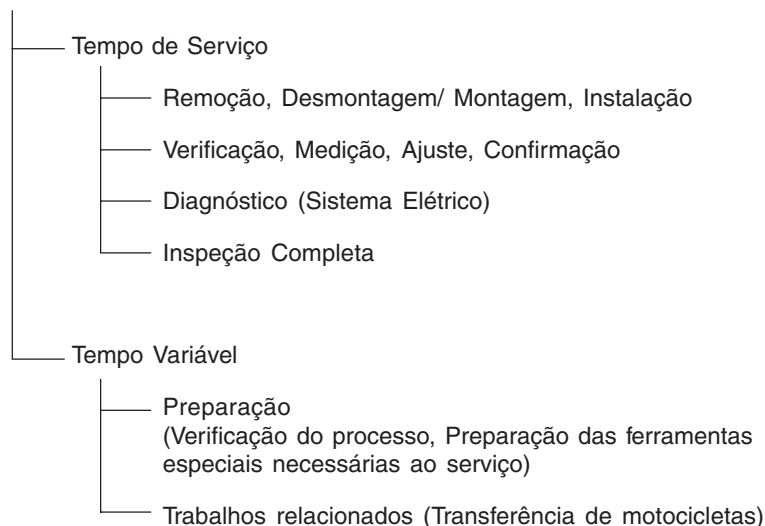 Tempo de Serviço
Remoção, Desmontagem/ Montagem, Instalação
Verificação, Medição, Ajuste, Confirmação
Diagnóstico (Sistema Elétrico)
Inspeção Completa
Tempo Variável
Preparação
(Verificação do processo, Preparação das ferramentas
especiais necessárias ao serviço)
Trabalhos relacionados (Transferência de motocicletas)